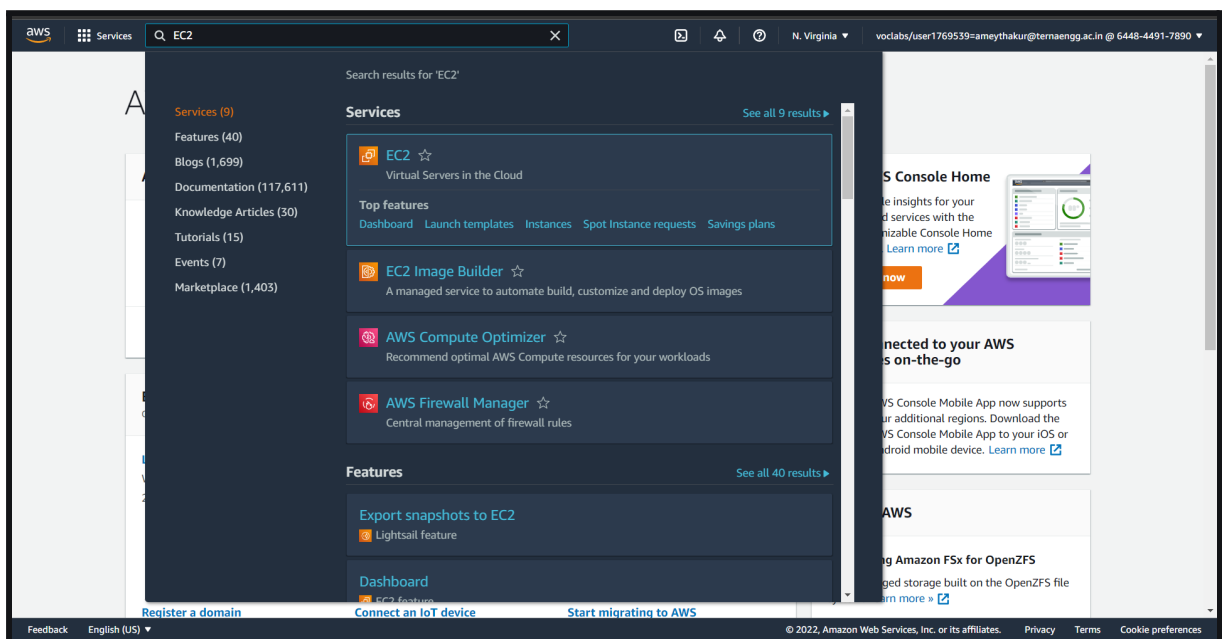 aws
Services
EC2
N. Virginia
voclabs/user1769539=ameythakur@ternaengg.ac.in @ 6448-4491-7890
Search results for 'EC2'
Services (9)
Features (40)
Blogs (1,699)
Documentation (117,611)
Knowledge Articles (30)
Tutorials (15)
Events (7)
Marketplace (1,403)
Services
See all 9 results
EC2
Virtual Servers in the Cloud
Top features
Dashboard Launch templates Instances Spot Instance requests Savings plans
EC2 Image Builder
A managed service to automate build, customize and deploy OS images
AWS Compute Optimizer
Recommend optimal AWS Compute resources for your workloads
AWS Firewall Manager
Central management of firewall rules
Features
See all 40 results
Export snapshots to EC2
Lightsail feature
Dashboard
EC2 feature
S Console Home
insights for your
services with the
Console Home
Learn more
now
to your AWS
on-the-go
Console Mobile App now supports
additional regions. Download the
Console Mobile App to your iOS or
mobile device. Learn more
AWS
Amazon FSx for OpenZFS
storage built on the OpenZFS file
more »
Register a domain
Connect an IoT device
Start migrating to AWS
Feedback
English (US)
© 2022, Amazon Web Services, Inc. or its affiliates.
Privacy
Terms
Cookie preferences